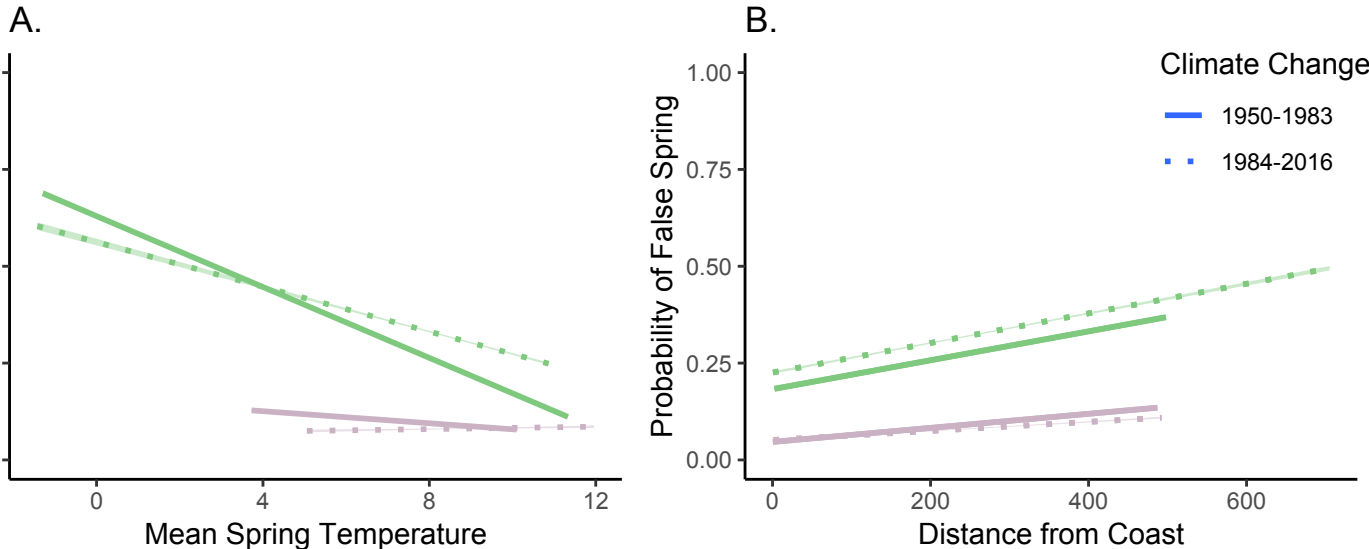 A.
0
4
8
12
Mean Spring Temperature
B.
Probability of False Spring
1.00
0.75
0.50
0.25
0.00
0
200
400
600
Distance from Coast
Climate Change
1950-1983
1984-2016